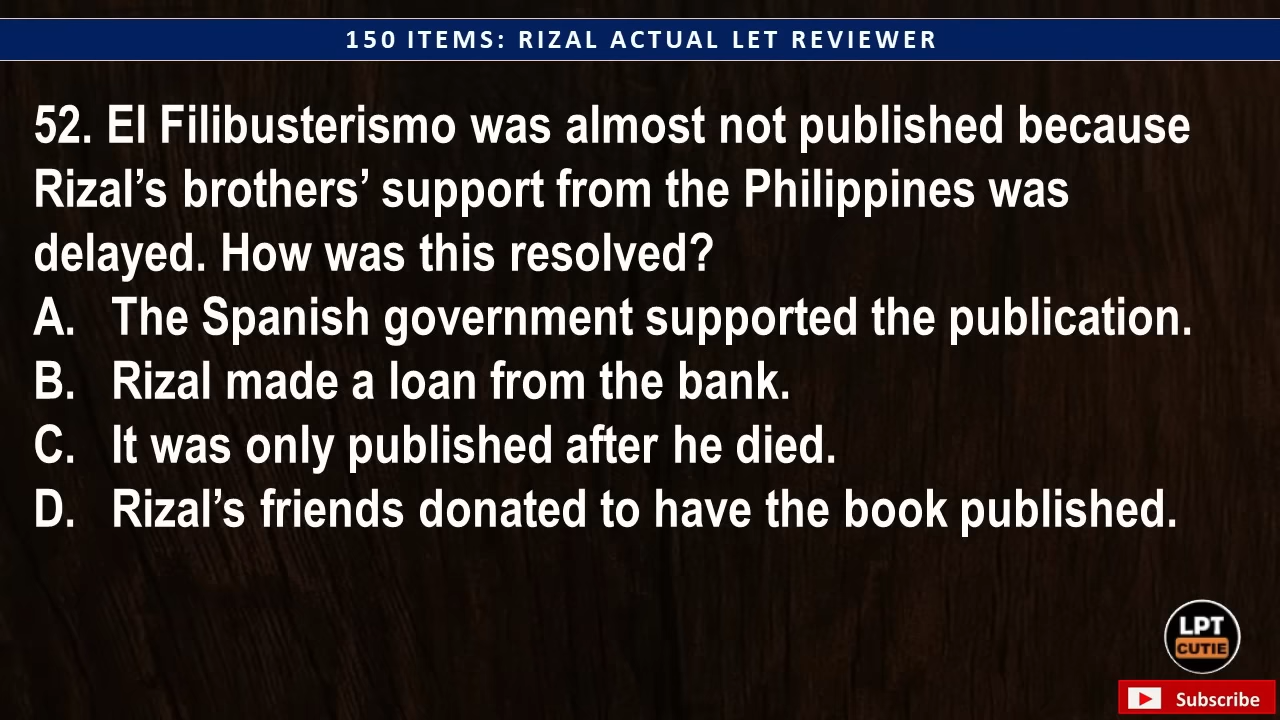 150 ITEMS: RIZAL ACTUAL LET REVIEWER
52. El Filibusterismo was almost not published because
Rizal’s brothers’ support from the Philippines was
delayed. How was this resolved?
A. The Spanish government supported the publication.
B. Rizal made a loan from the bank.
C. It was only published after he died.
D. Rizal’s friends donated to have the book published.
LPT
CUTIE
Subscribe